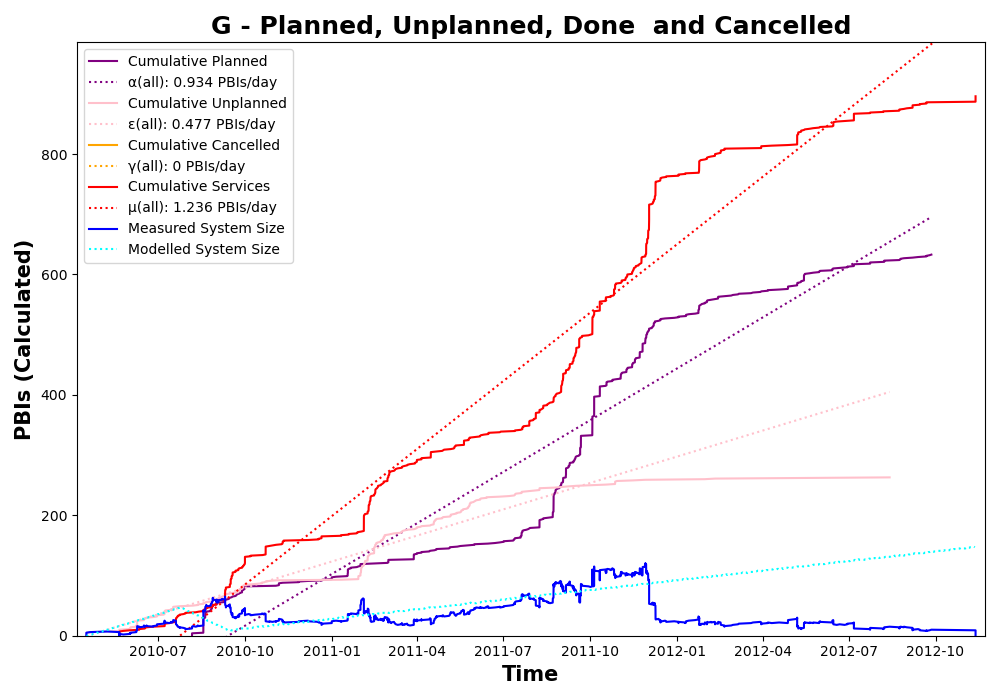 G - Planned, Unplanned, Done  and Cancelled
Cumulative Planned
α(all): 0.934 PBIs/day
Cumulative Unplanned
ε(all): 0.477 PBIs/day
Cumulative Cancelled
γ(all): 0 PBIs/day
Cumulative Services
μ(all): 1.236 PBIs/day
Measured System Size
Modelled System Size
PBIs (Calculated)
800
600
400
200
0
2010-07 2010-10 2011-01 2011-04 2011-07 2011-10 2012-01 2012-04 2012-07 2012-10
Time